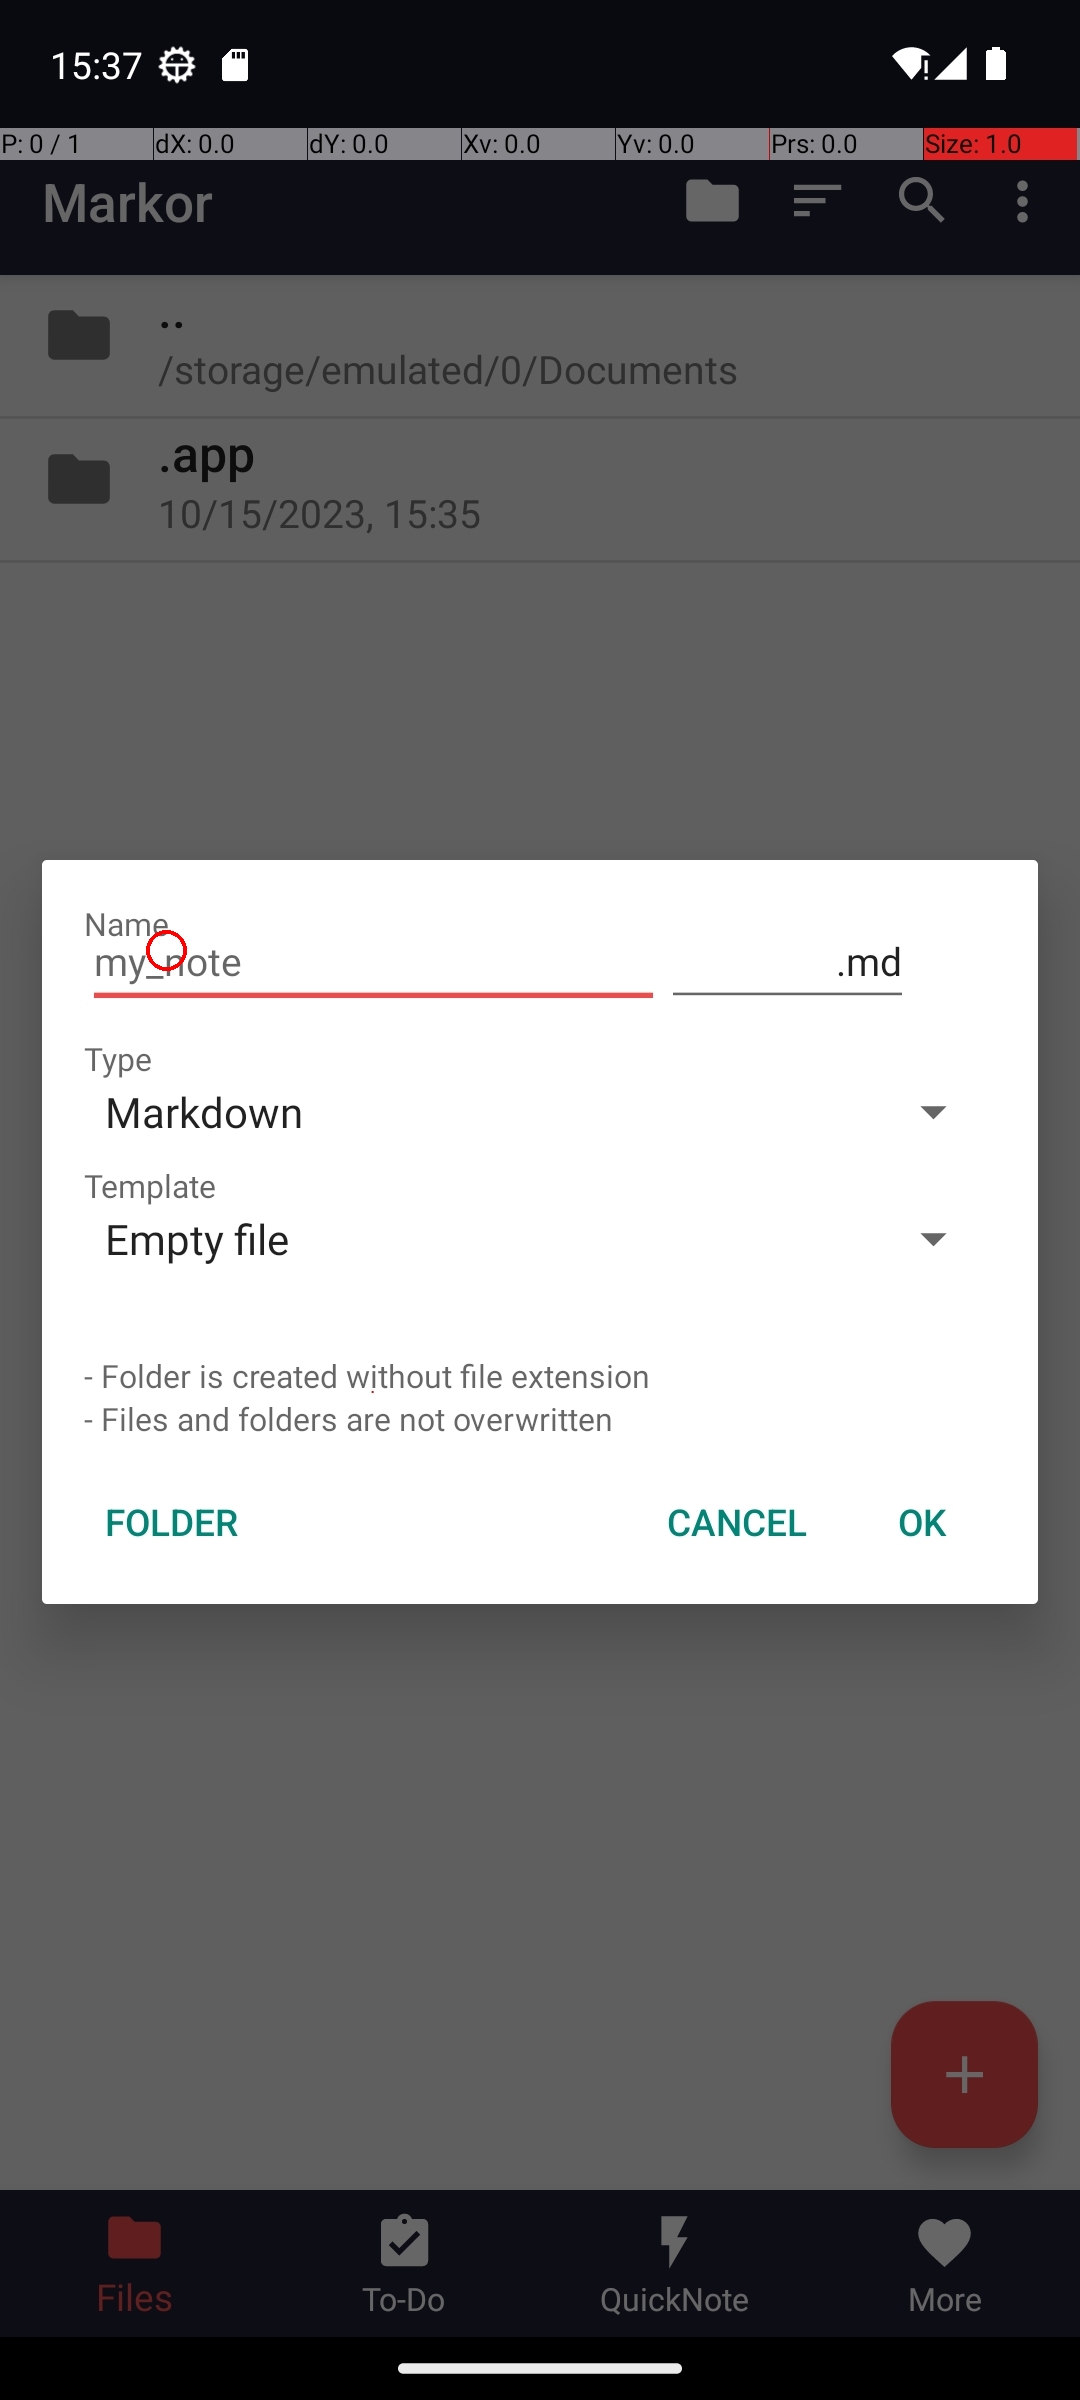 15:37
P: 0 / 1 dX: 0.0 dY: 0.0 Xv: 0.0 Yv: 0.0 Prs: 0.0 Size: 1.0
Markor
..
/storage/emulated/0/Documents
.app
10/15/2023, 15:35
Name
my_note .md
Type
Markdown
Template
Empty file
- Folder is created without file extension
- Files and folders are not overwritten
FOLDER CANCEL OK
Files To-Do QuickNote More